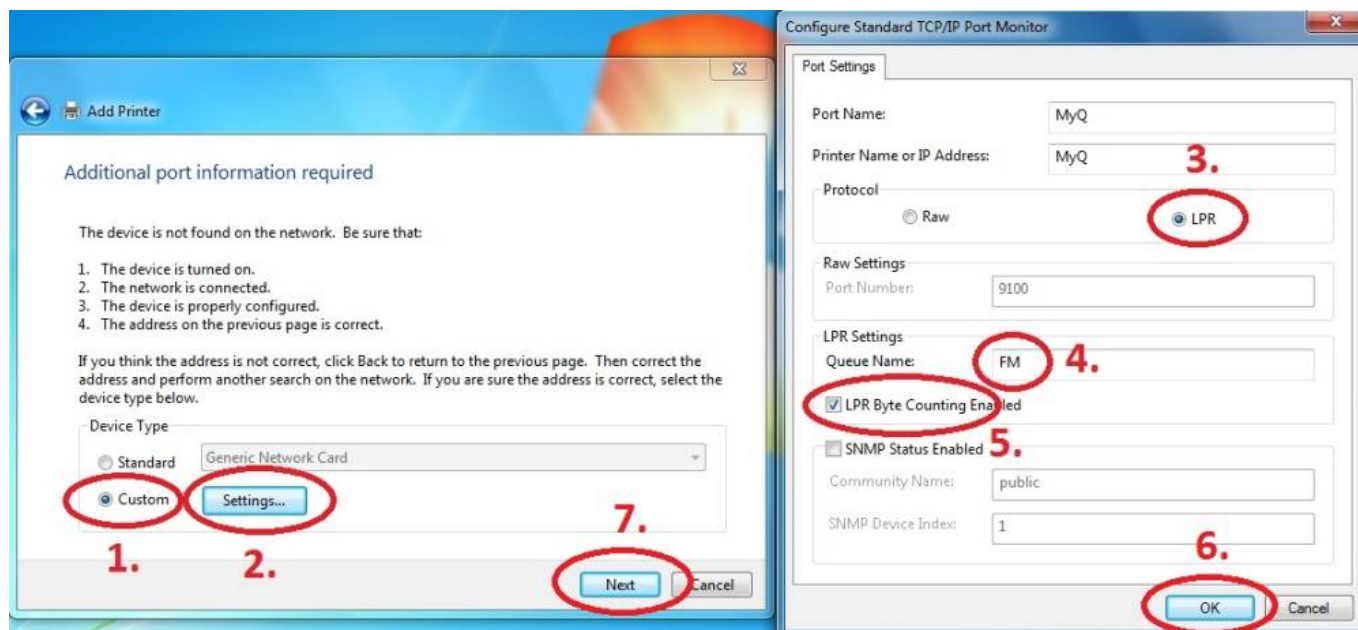 Add Printer
Additional port information required
The device is not found on the network. Be sure that:
1. The device is turned on.
2. The network is connected.
3. The device is properly configured.
4. The address on the previous page is correct.
If you think the address is not correct, click Back to return to the previous page. Then correct the
address and perform another search on the network. If you are sure the address is correct, select the
device type below.
Device Type
Standard Generic Network Card
Custom Settings...
1. 2.
7.
Next Cancel
Configure Standard TCP/IP Port Monitor
Port Settings
Port Name: MyQ
Printer Name or IP Address: MyQ
3.
Protocol
Raw LPR
Raw Settings
Port Number: 9100
LPR Settings
Queue Name: FM 4.
LPR Byte Counting Enabled
SNMP Status Enabled 5.
Community Name: public
SNMP Device Index: 1
6.
OK Cancel